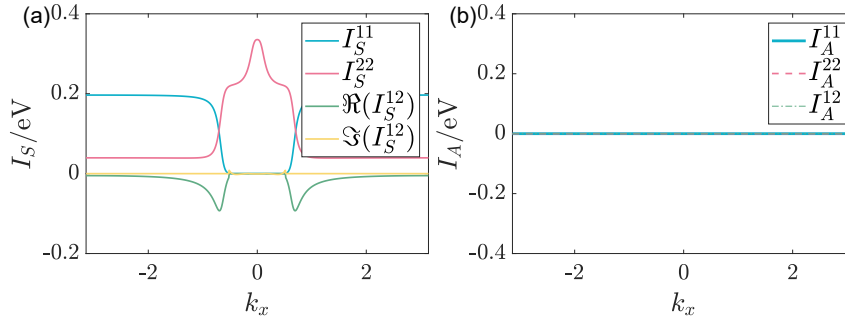 (a)
0.4
0.2
0
-0.2
I_S/eV
-2
0
2
k_x
I_S^{11}
I_S^{22}
ℜ(I_S^{12})
ℑ(I_S^{12})
(b)
0.4
0.2
0
-0.2
-0.4
I_A/eV
-2
0
2
k_x
I_A^{11}
I_A^{22}
I_A^{12}